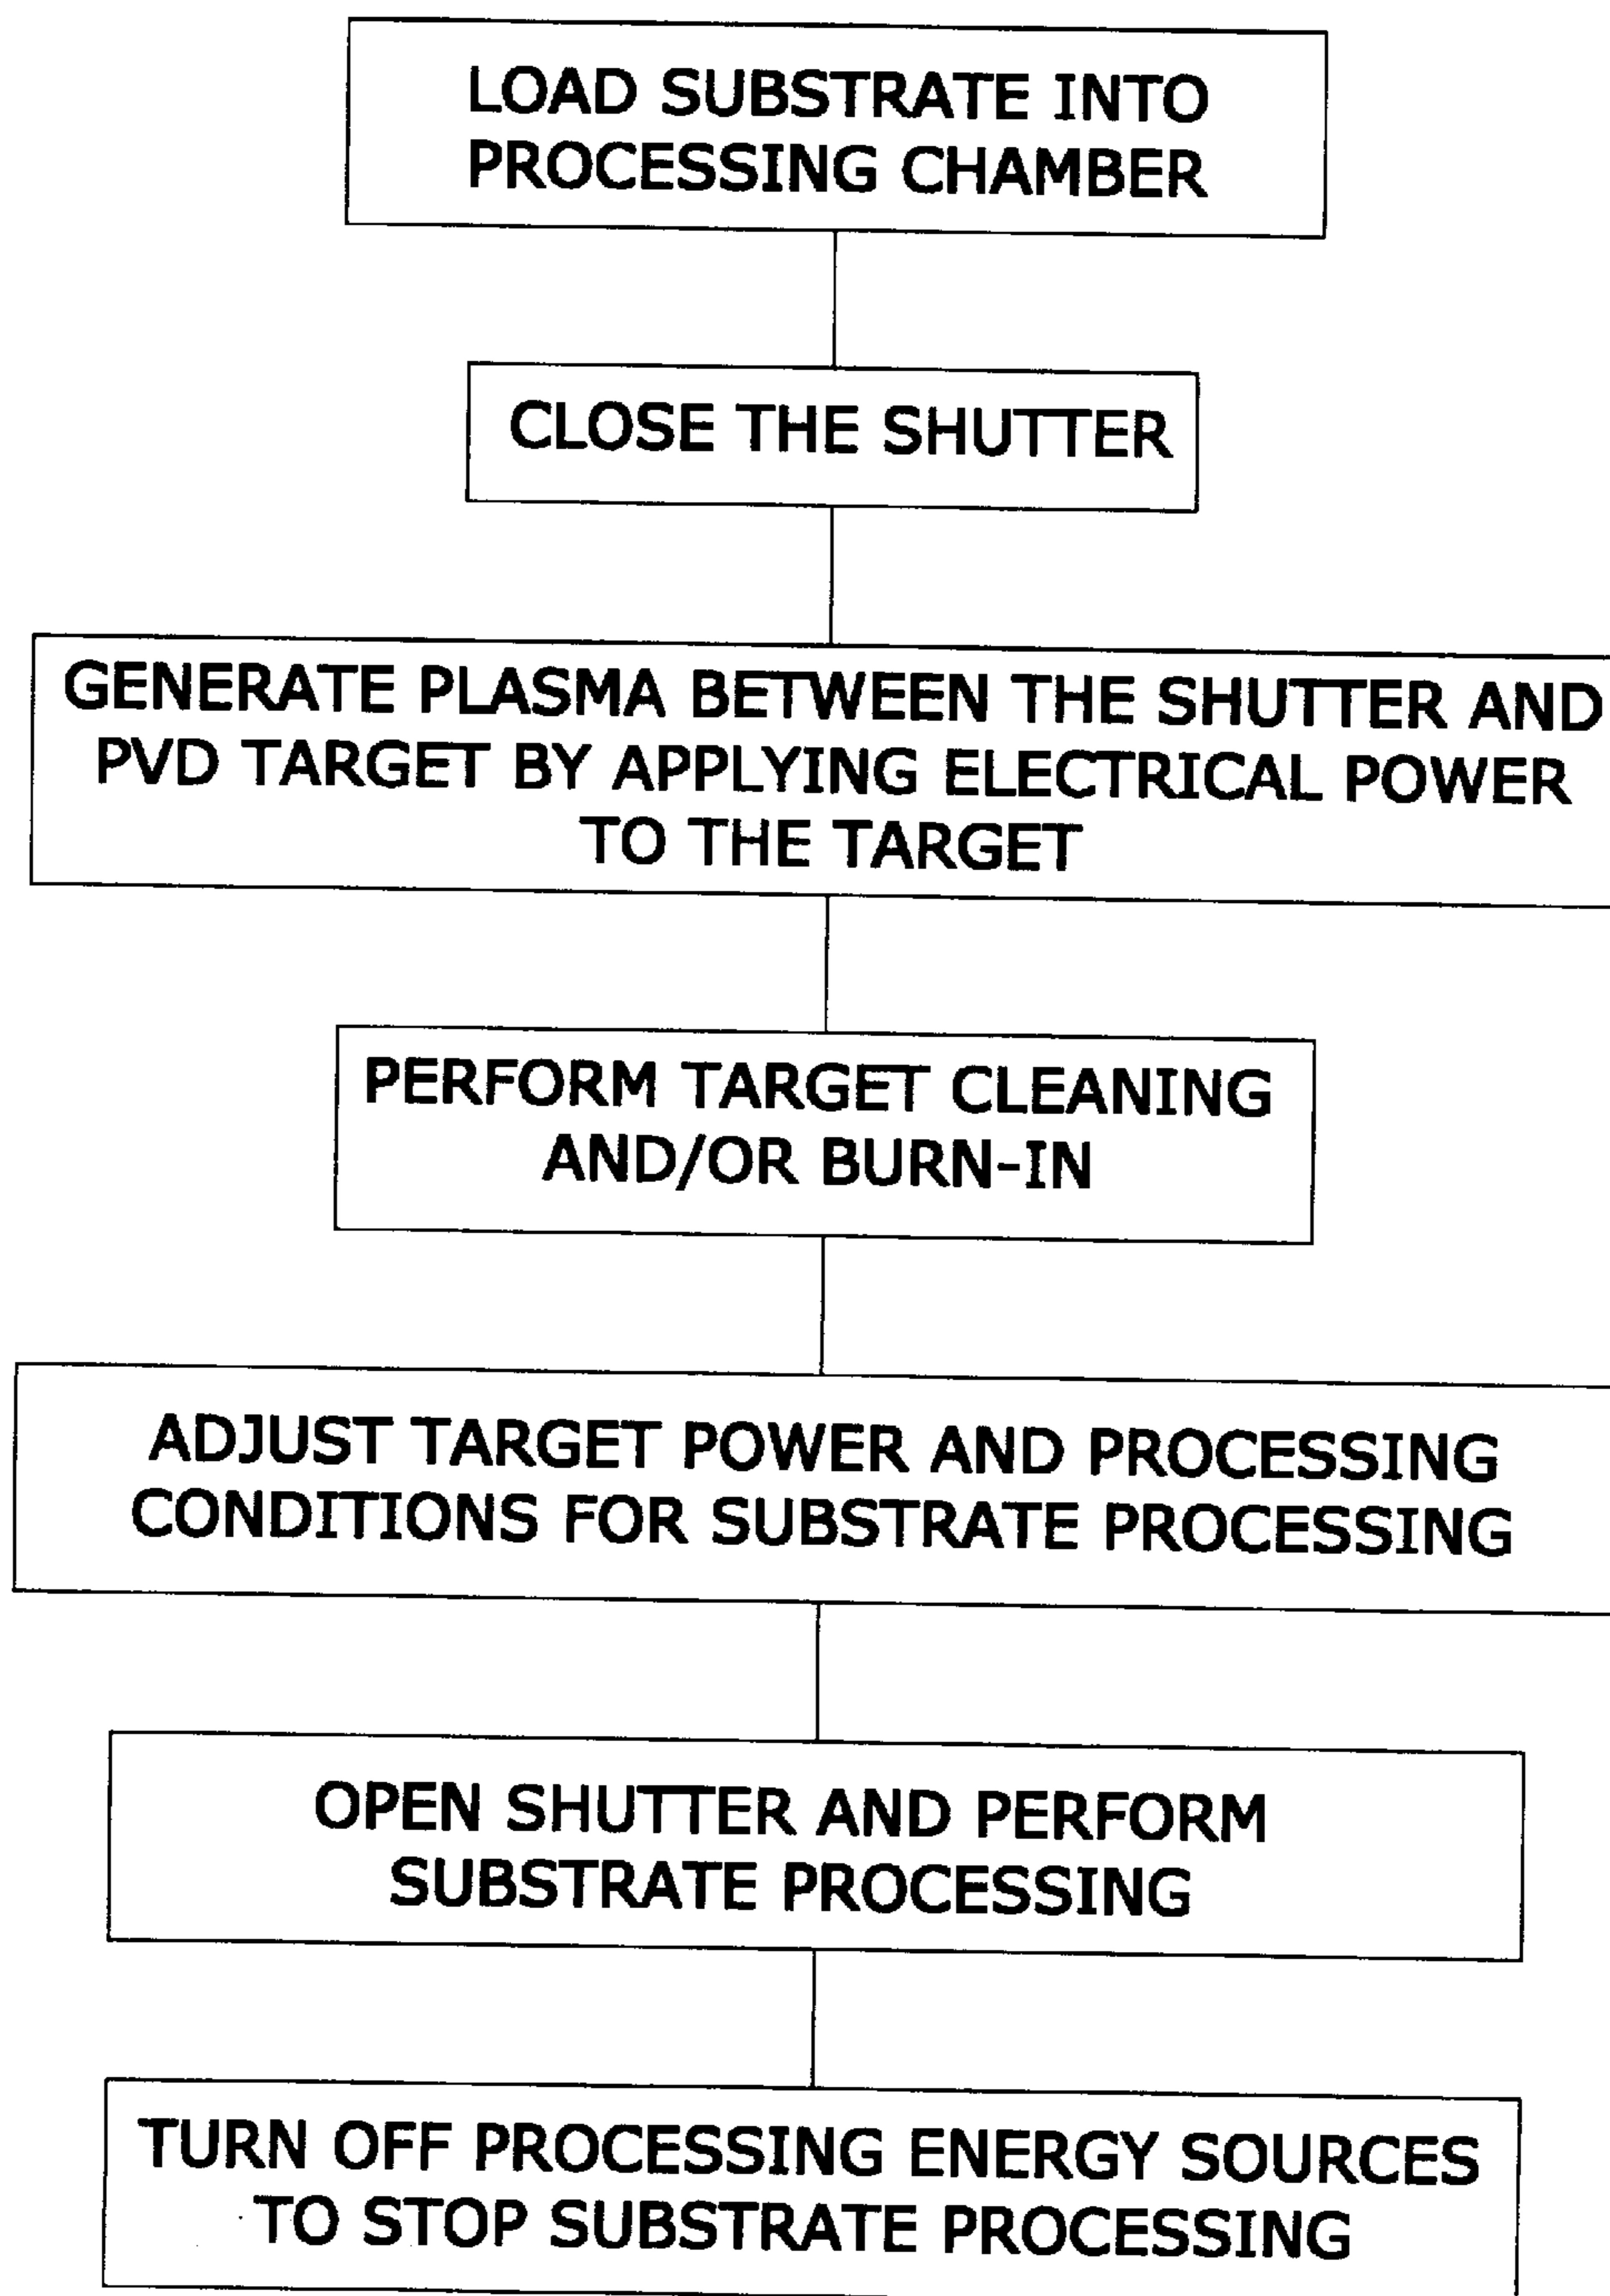 LOAD SUBSTRATE INTO
PROCESSING CHAMBER
CLOSE THE SHUTTER
GENERATE PLASMA BETWEEN THE SHUTTER AND
PVD TARGET BY APPLYING ELECTRICAL POWER
TO THE TARGET
PERFORM TARGET CLEANING
AND/OR BURN-IN
ADJUST TARGET POWER AND PROCESSING
CONDITIONS FOR SUBSTRATE PROCESSING
OPEN SHUTTER AND PERFORM
SUBSTRATE PROCESSING
TURN OFF PROCESSING ENERGY SOURCES
TO STOP SUBSTRATE PROCESSING